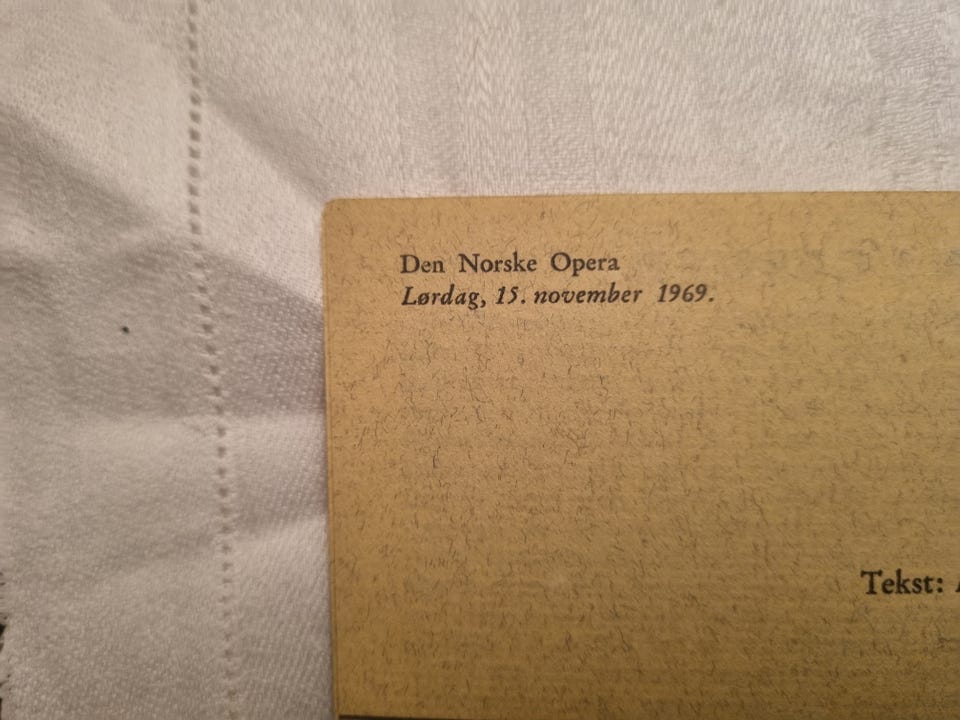 Den Norske Opera
Lørdag, 15. november 1969.
Tekst: